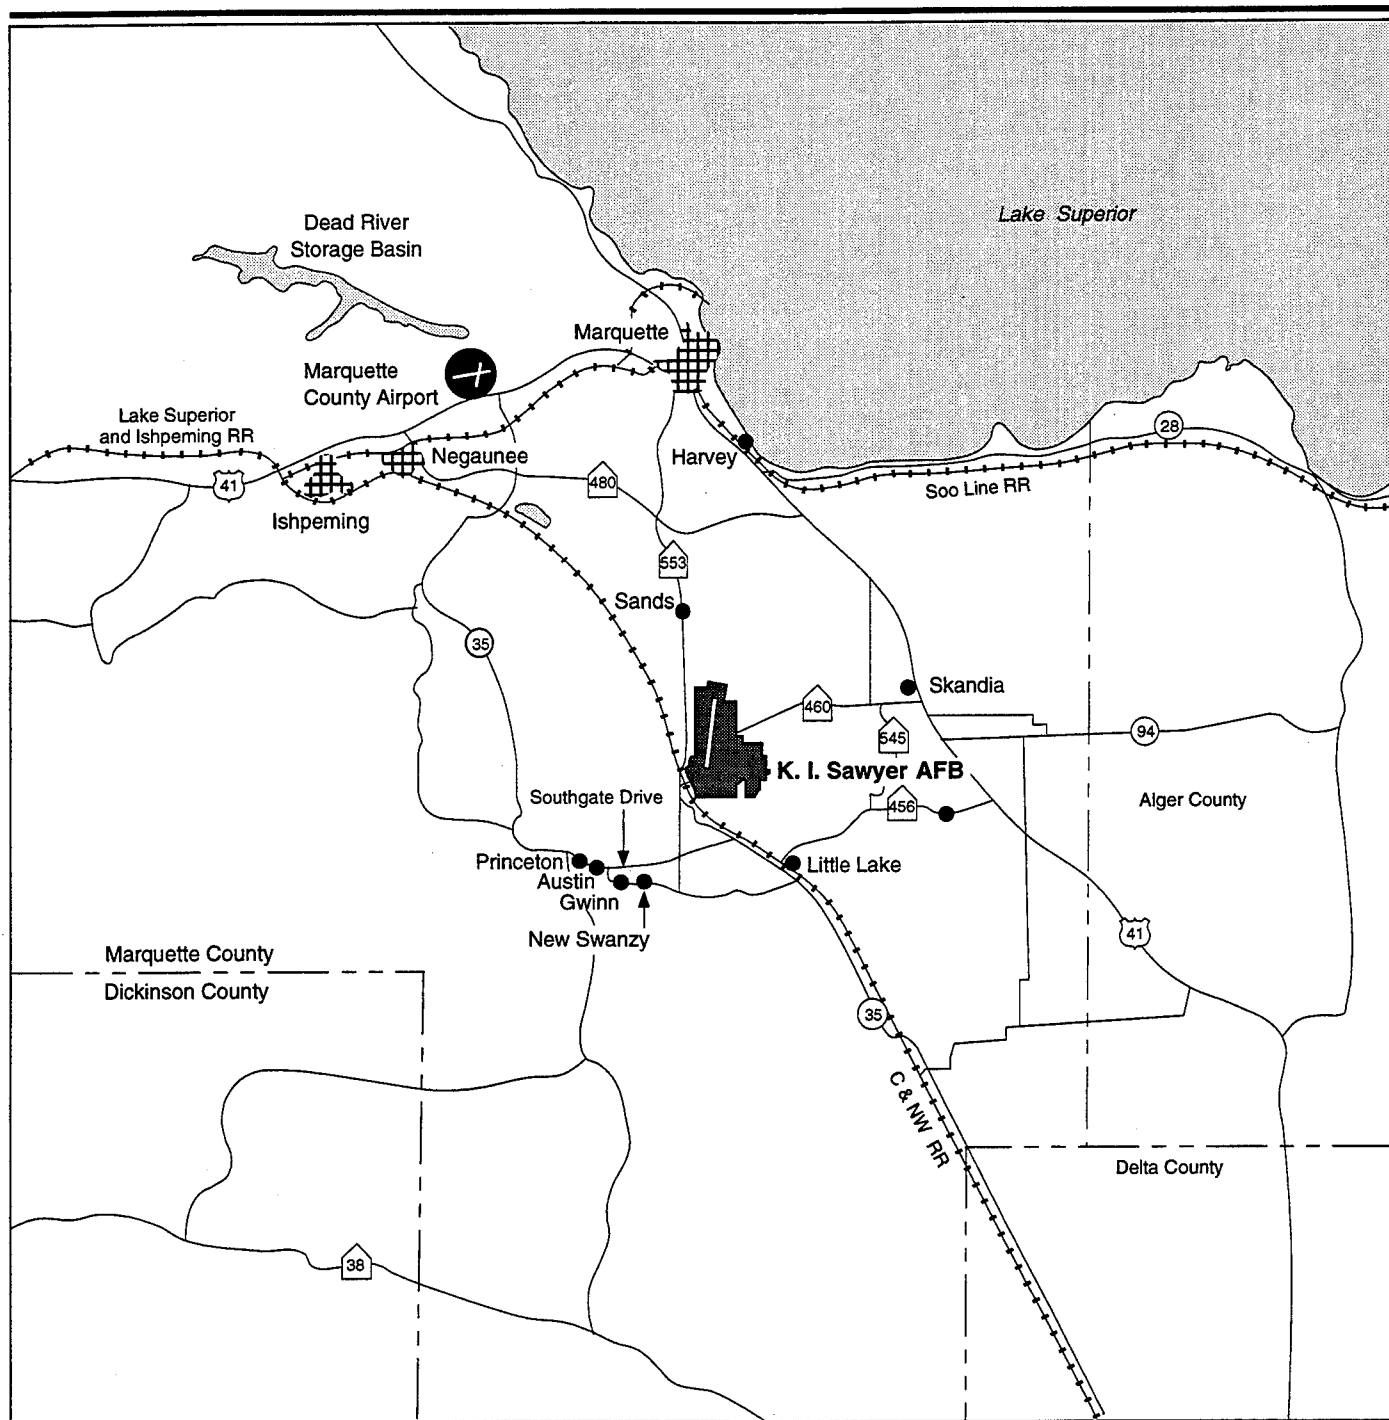 Lake Superior
Dead River
Storage Basin
Marquette
Marquette
County Airport
Lake Superior
and Ishpeming RR
28
Negaunee
Harvey
41
480
Soo Line RR
Ishpeming
553
Sands
35
Skandia
460
94
545
K. I. Sawyer AFB
Southgate Drive
456
Alger County
Princeton
Little Lake
Austin
Gwinn
41
New Swanzy
Marquette County
Dickinson County
35
C & NW RR
Delta County
38